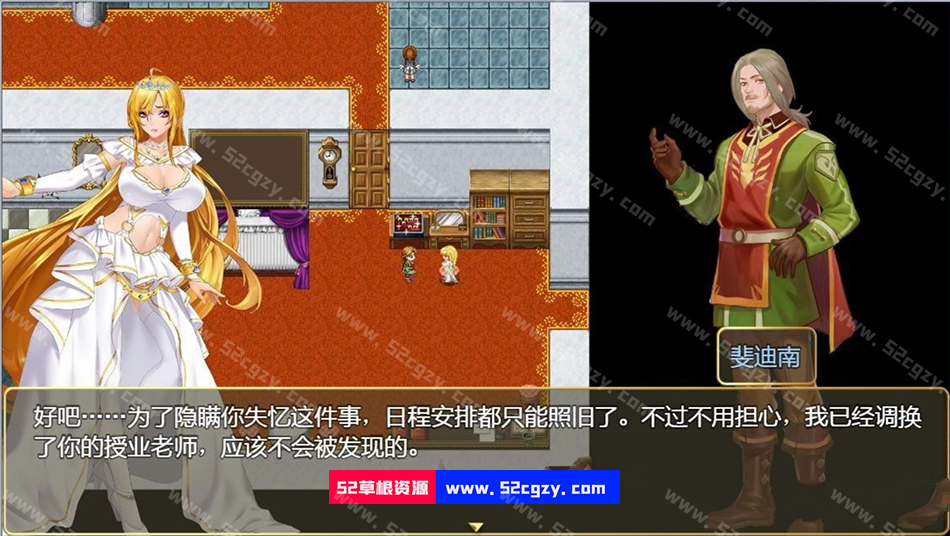 斐迪南
好吧……为了隐瞒你失忆这件事，日程安排都只能照旧了。不过不用担心，我已经调换
了你的授业老师，应该不会被发现的。
52草根资源 www.52cgzy.com
www.52cgzy.com